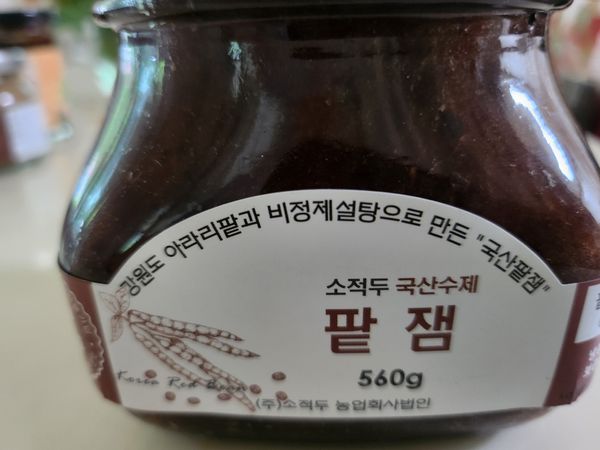 강원도 아라리팥과 비정제설탕으로 만든 "국산팥잼"
소적두 국산수제
팥 잼
560g
Korea Red Bean
(주)소적두 농업회사법인